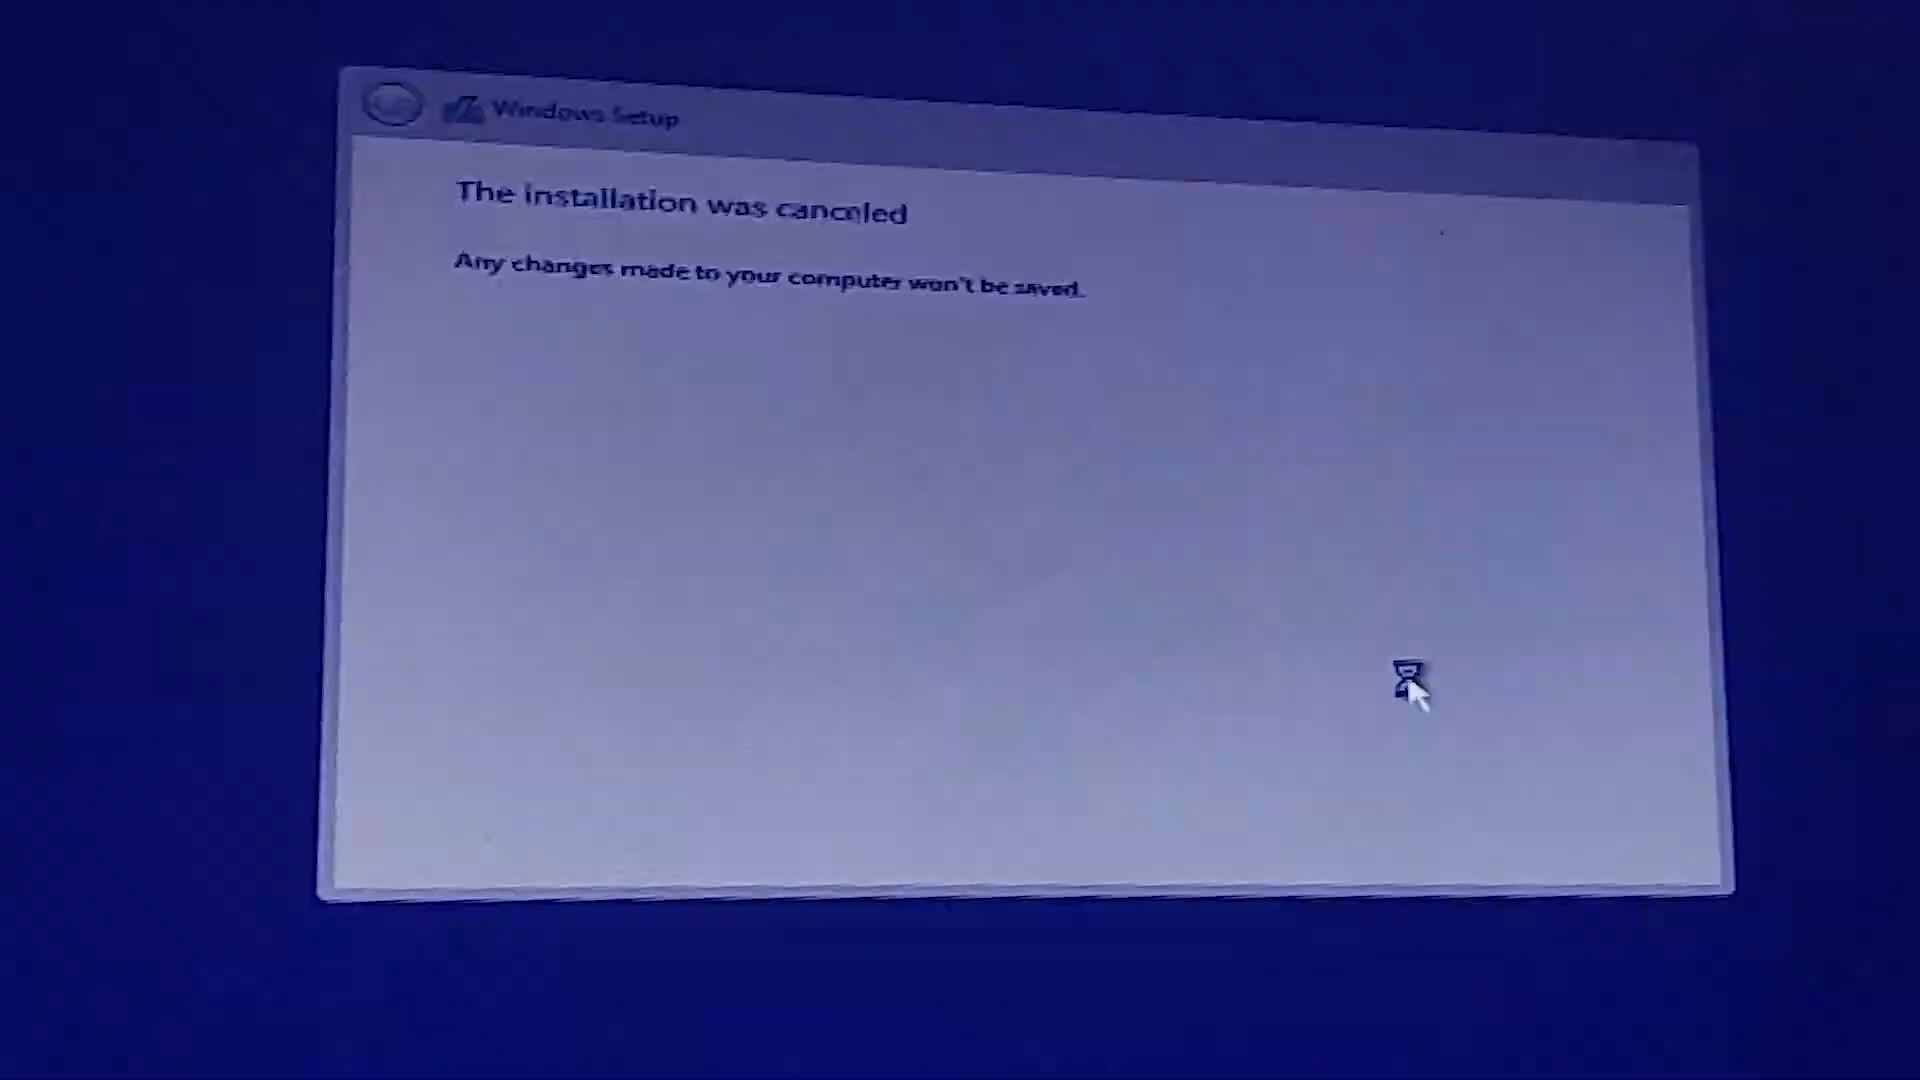 Windows Setup
The installation was canceled
Any changes made to your computer won't be saved.